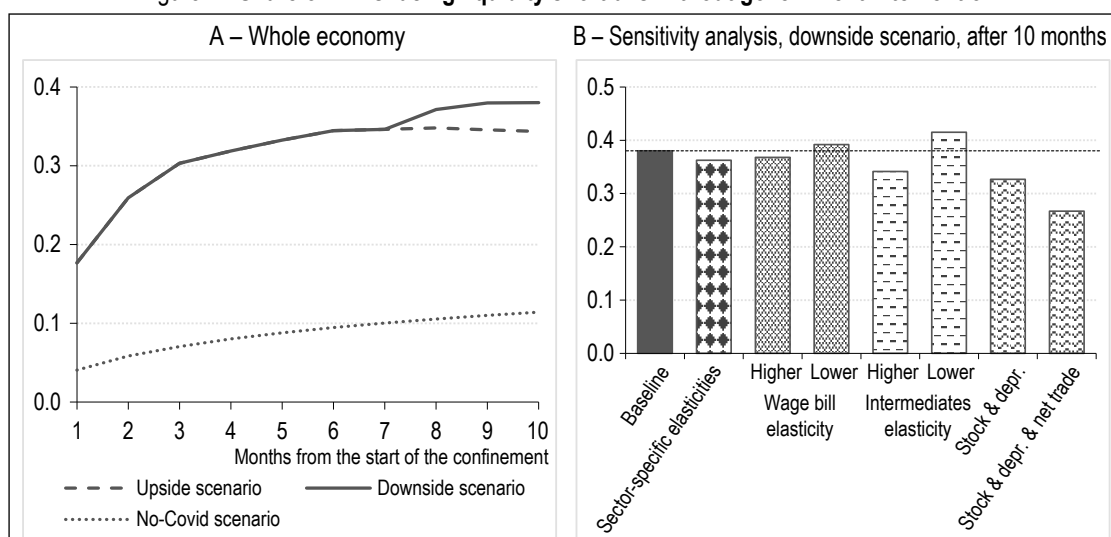 A – Whole economy
0.4
0.3
0.2
0.1
0.0
1 2 3 4 5 6 7 8 9 10
Months from the start of the confinement
Upside scenario
Downside scenario
No-Covid scenario
B – Sensitivity analysis, downside scenario, after 10 months
0.5
0.4
0.3
0.2
0.1
0.0
Baseline
Sector-specific elasticities
Higher Lower
Wage bill
elasticity
Higher Lower
Intermediates
elasticity
Stock & depr.
Stock & depr. & net trade